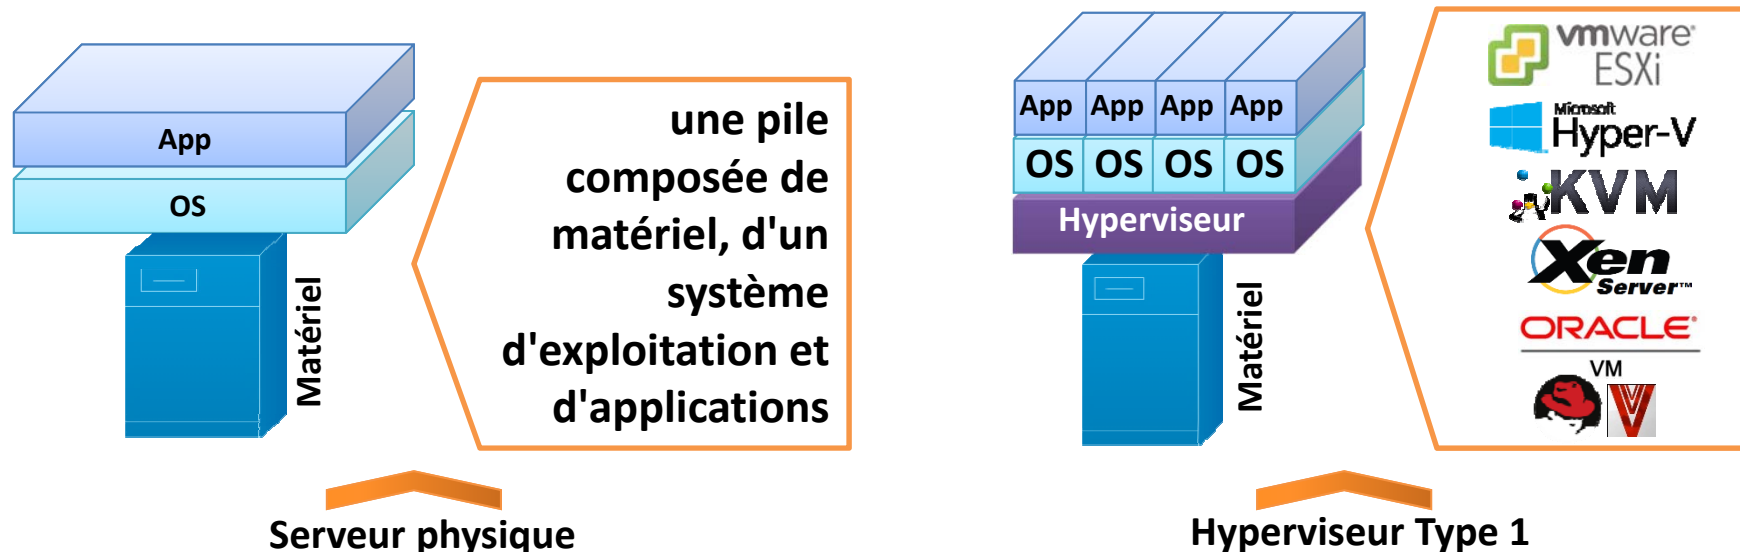 App
OS
Matériel
une pile
composée de
matériel, d'un
système
d'exploitation et
d'applications
Serveur physique
App App App App
OS OS OS OS
Hyperviseur
Matériel
vmware®
ESXi
Microsoft
Hyper-V
KVM
Xen
Server™
ORACLE®
VM
V
Hyperviseur Type 1